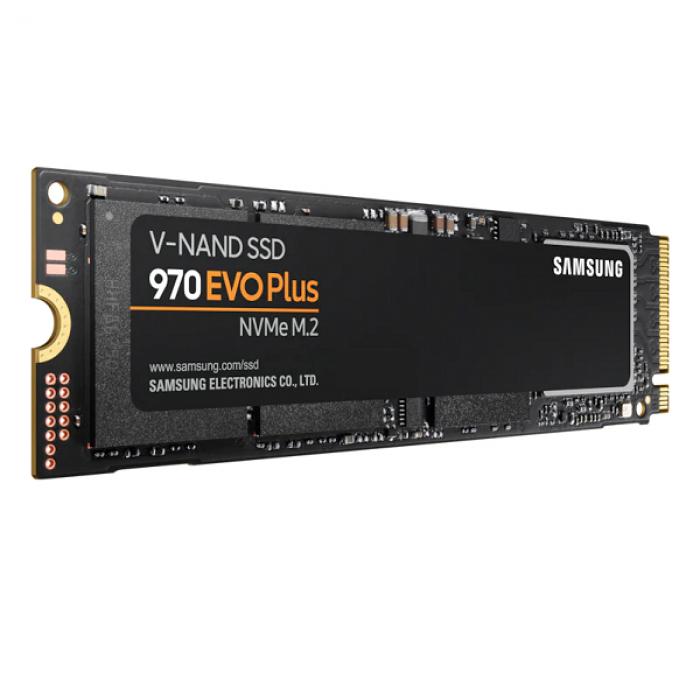 V-NAND SSD
970 EVO Plus
NVMe M.2
www.samsung.com/ssd
SAMSUNG ELECTRONICS CO., LTD.
SAMSUNG